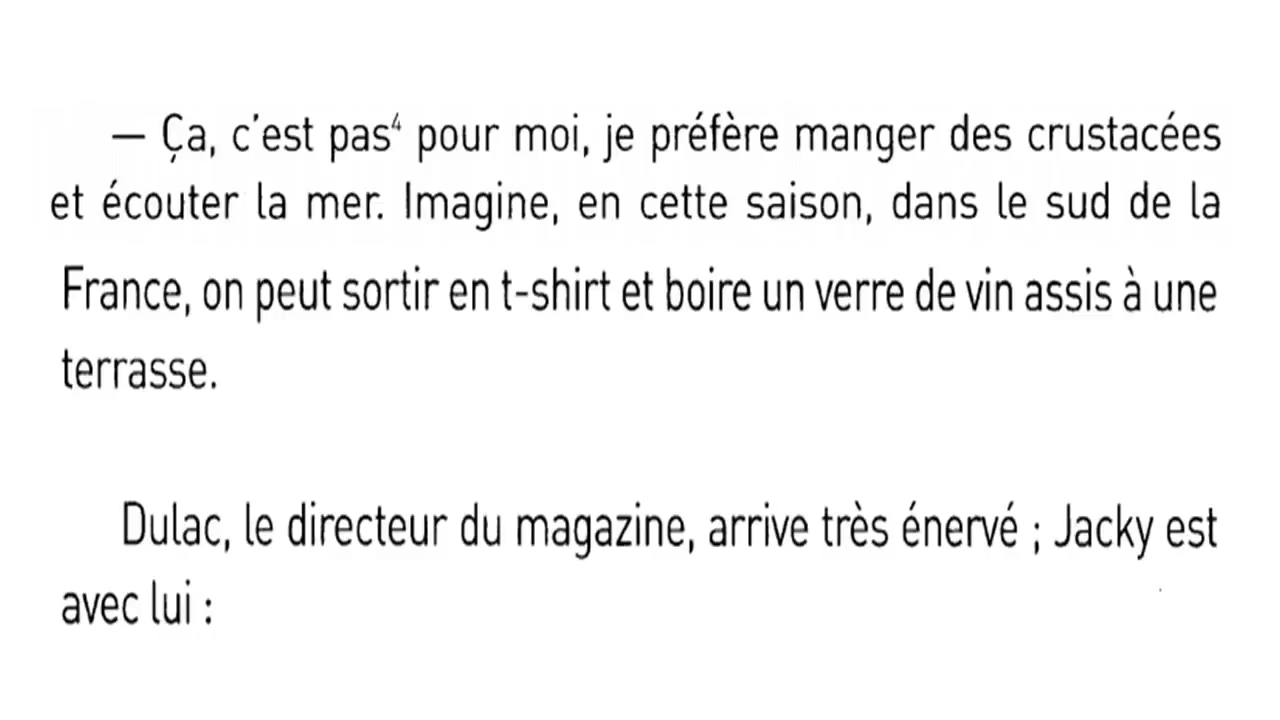 — Ça, c'est pas⁴ pour moi, je préfère manger des crustacées
et écouter la mer. Imagine, en cette saison, dans le sud de la
France, on peut sortir en t-shirt et boire un verre de vin assis à une
terrasse.
Dulac, le directeur du magazine, arrive très énervé ; Jacky est
avec lui :